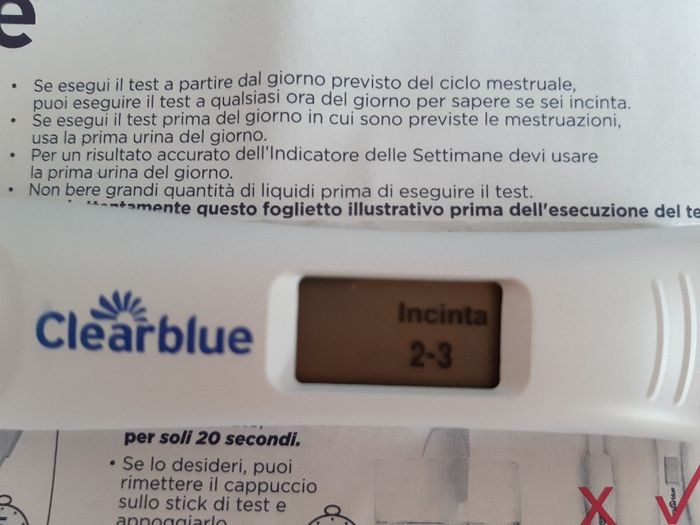 e
• Se esegui il test a partire dal giorno previsto del ciclo mestruale,
puoi eseguire il test a qualsiasi ora del giorno per sapere se sei incinta.
• Se esegui il test prima del giorno in cui sono previste le mestruazioni,
usa la prima urina del giorno.
• Per un risultato accurato dell'Indicatore delle Settimane devi usare
la prima urina del giorno.
• Non bere grandi quantità di liquidi prima di eseguire il test.
questo foglietto illustrativo prima dell'esecuzione del te
Clearblue
Incinta
2-3
per soli 20 secondi.
• Se lo desideri, puoi
rimettere il cappuccio
sullo stick di test e
appoggiarlo